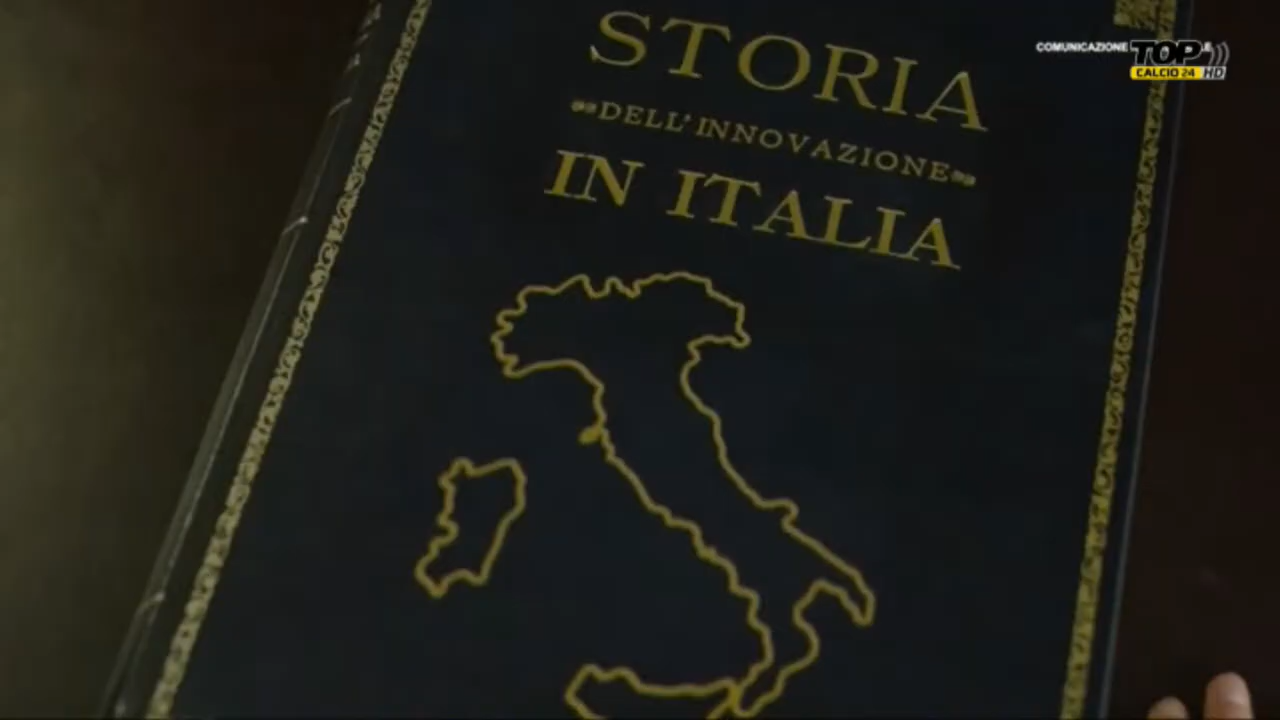 STORIA
DELL'INNOVAZIONE
IN ITALIA
COMUNICAZIONE
TOP
CALCIO 24 HD